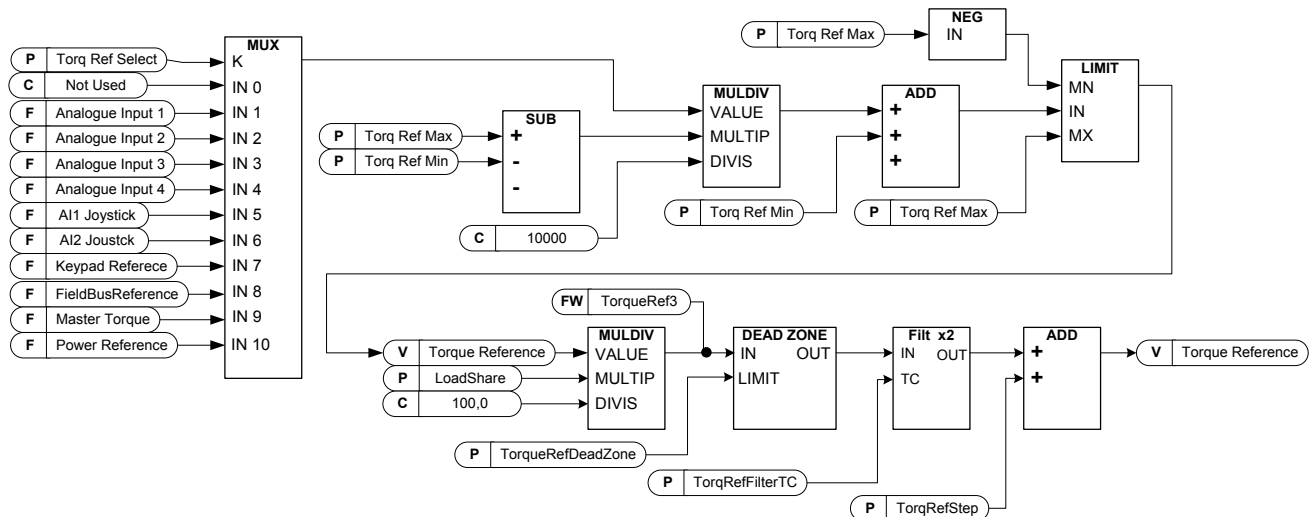 MUX
P Torq Ref Select K
C Not Used IN 0
F Analogue Input 1 IN 1
F Analogue Input 2 IN 2
F Analogue Input 3 IN 3
F Analogue Input 4 IN 4
F AI1 Joystick IN 5
F AI2 Joustck IN 6
F Keypad Referece IN 7
F FieldBusReference IN 8
F Master Torque IN 9
F Power Reference IN 10
P Torq Ref Max
P Torq Ref Min
SUB
+
-
-
C 10000
MULDIV
VALUE
MULTIP
DIVIS
P Torq Ref Min
ADD
+
+
+
P Torq Ref Max
NEG
IN
P Torq Ref Max
LIMIT
MN
IN
MX
V Torque Reference
P LoadShare
C 100,0
MULDIV
VALUE
MULTIP
DIVIS
FW TorqueRef3
P TorqueRefDeadZone
DEAD ZONE
IN OUT
LIMIT
P TorqRefFilterTC
Filt x2
IN OUT
TC
P TorqRefStep
ADD
+
+
V Torque Reference